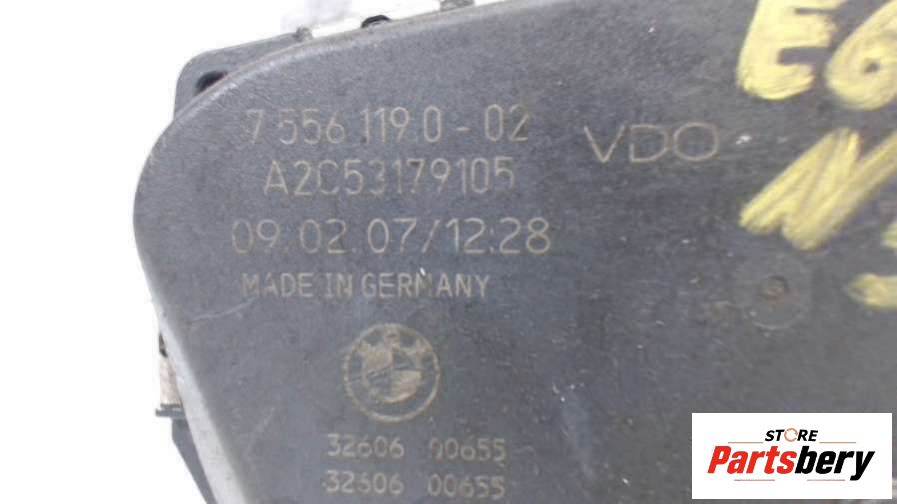 7 556 119.0 - 02
VDO
A2C53179105
09.02.07/12:28
MADE IN GERMANY
32606 00655
32606 00655
STORE
Partsbery